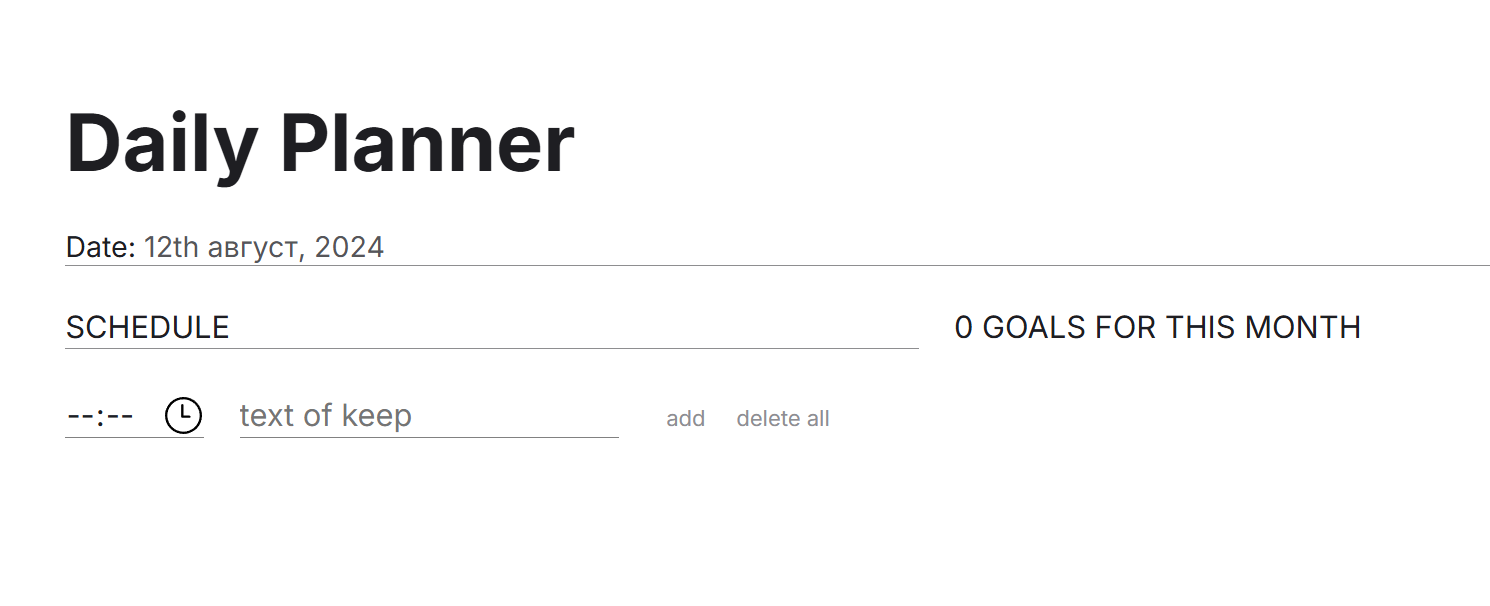 Daily Planner
Date: 12th август, 2024
SCHEDULE
0 GOALS FOR THIS MONTH
--:-- text of keep add delete all